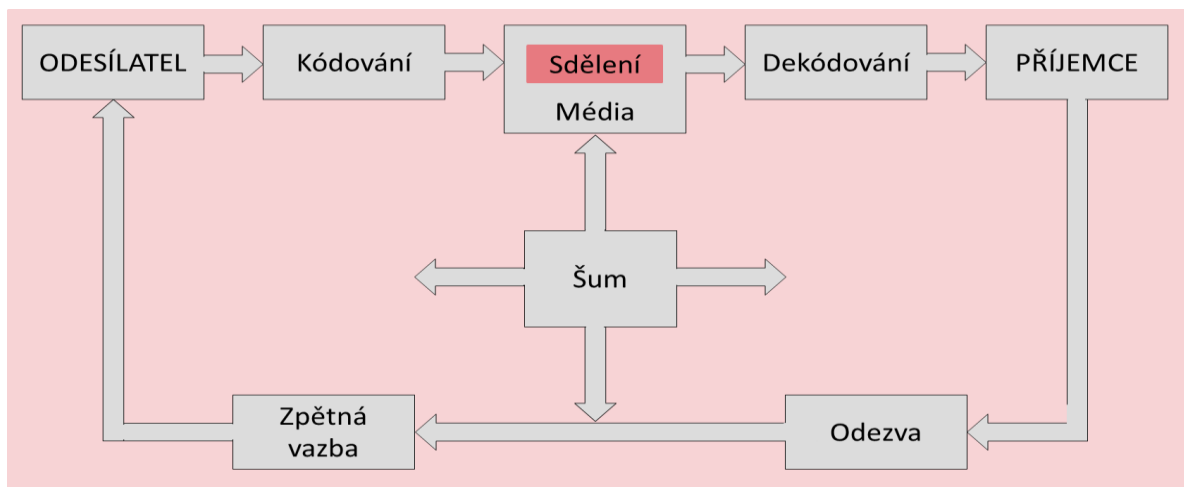 ODESÍLATEL
Kódování
Sdělení
Média
Dekódování
PŘÍJEMCE
Šum
Zpětná
vazba
Odezva